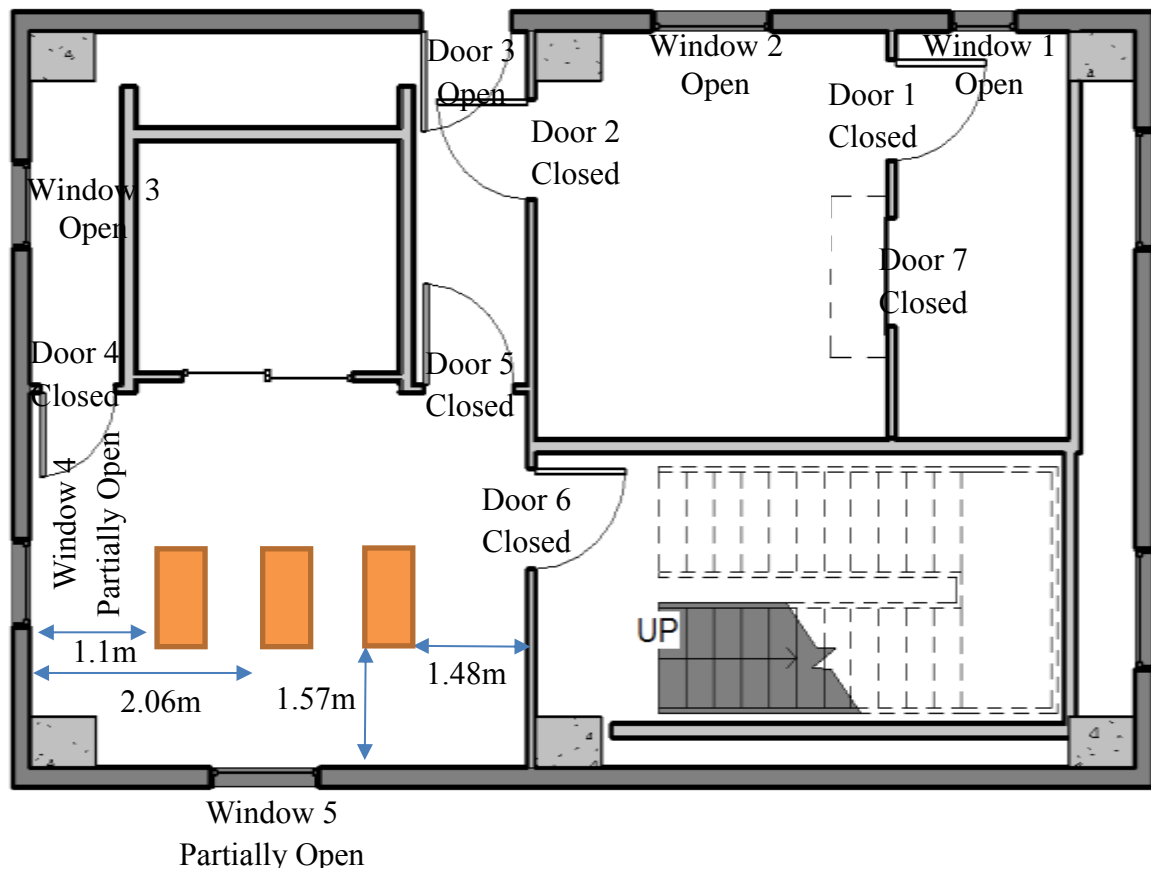 Door 3
Open
Window 2
Open
Window 1
Open
Door 1
Closed
Door 2
Closed
Window 3
Open
Door 7
Closed
Door 4
Closed
Door 5
Closed
Window 4
Partially Open
Door 6
Closed
UP
1.1m
2.06m
1.57m
1.48m
Window 5
Partially Open